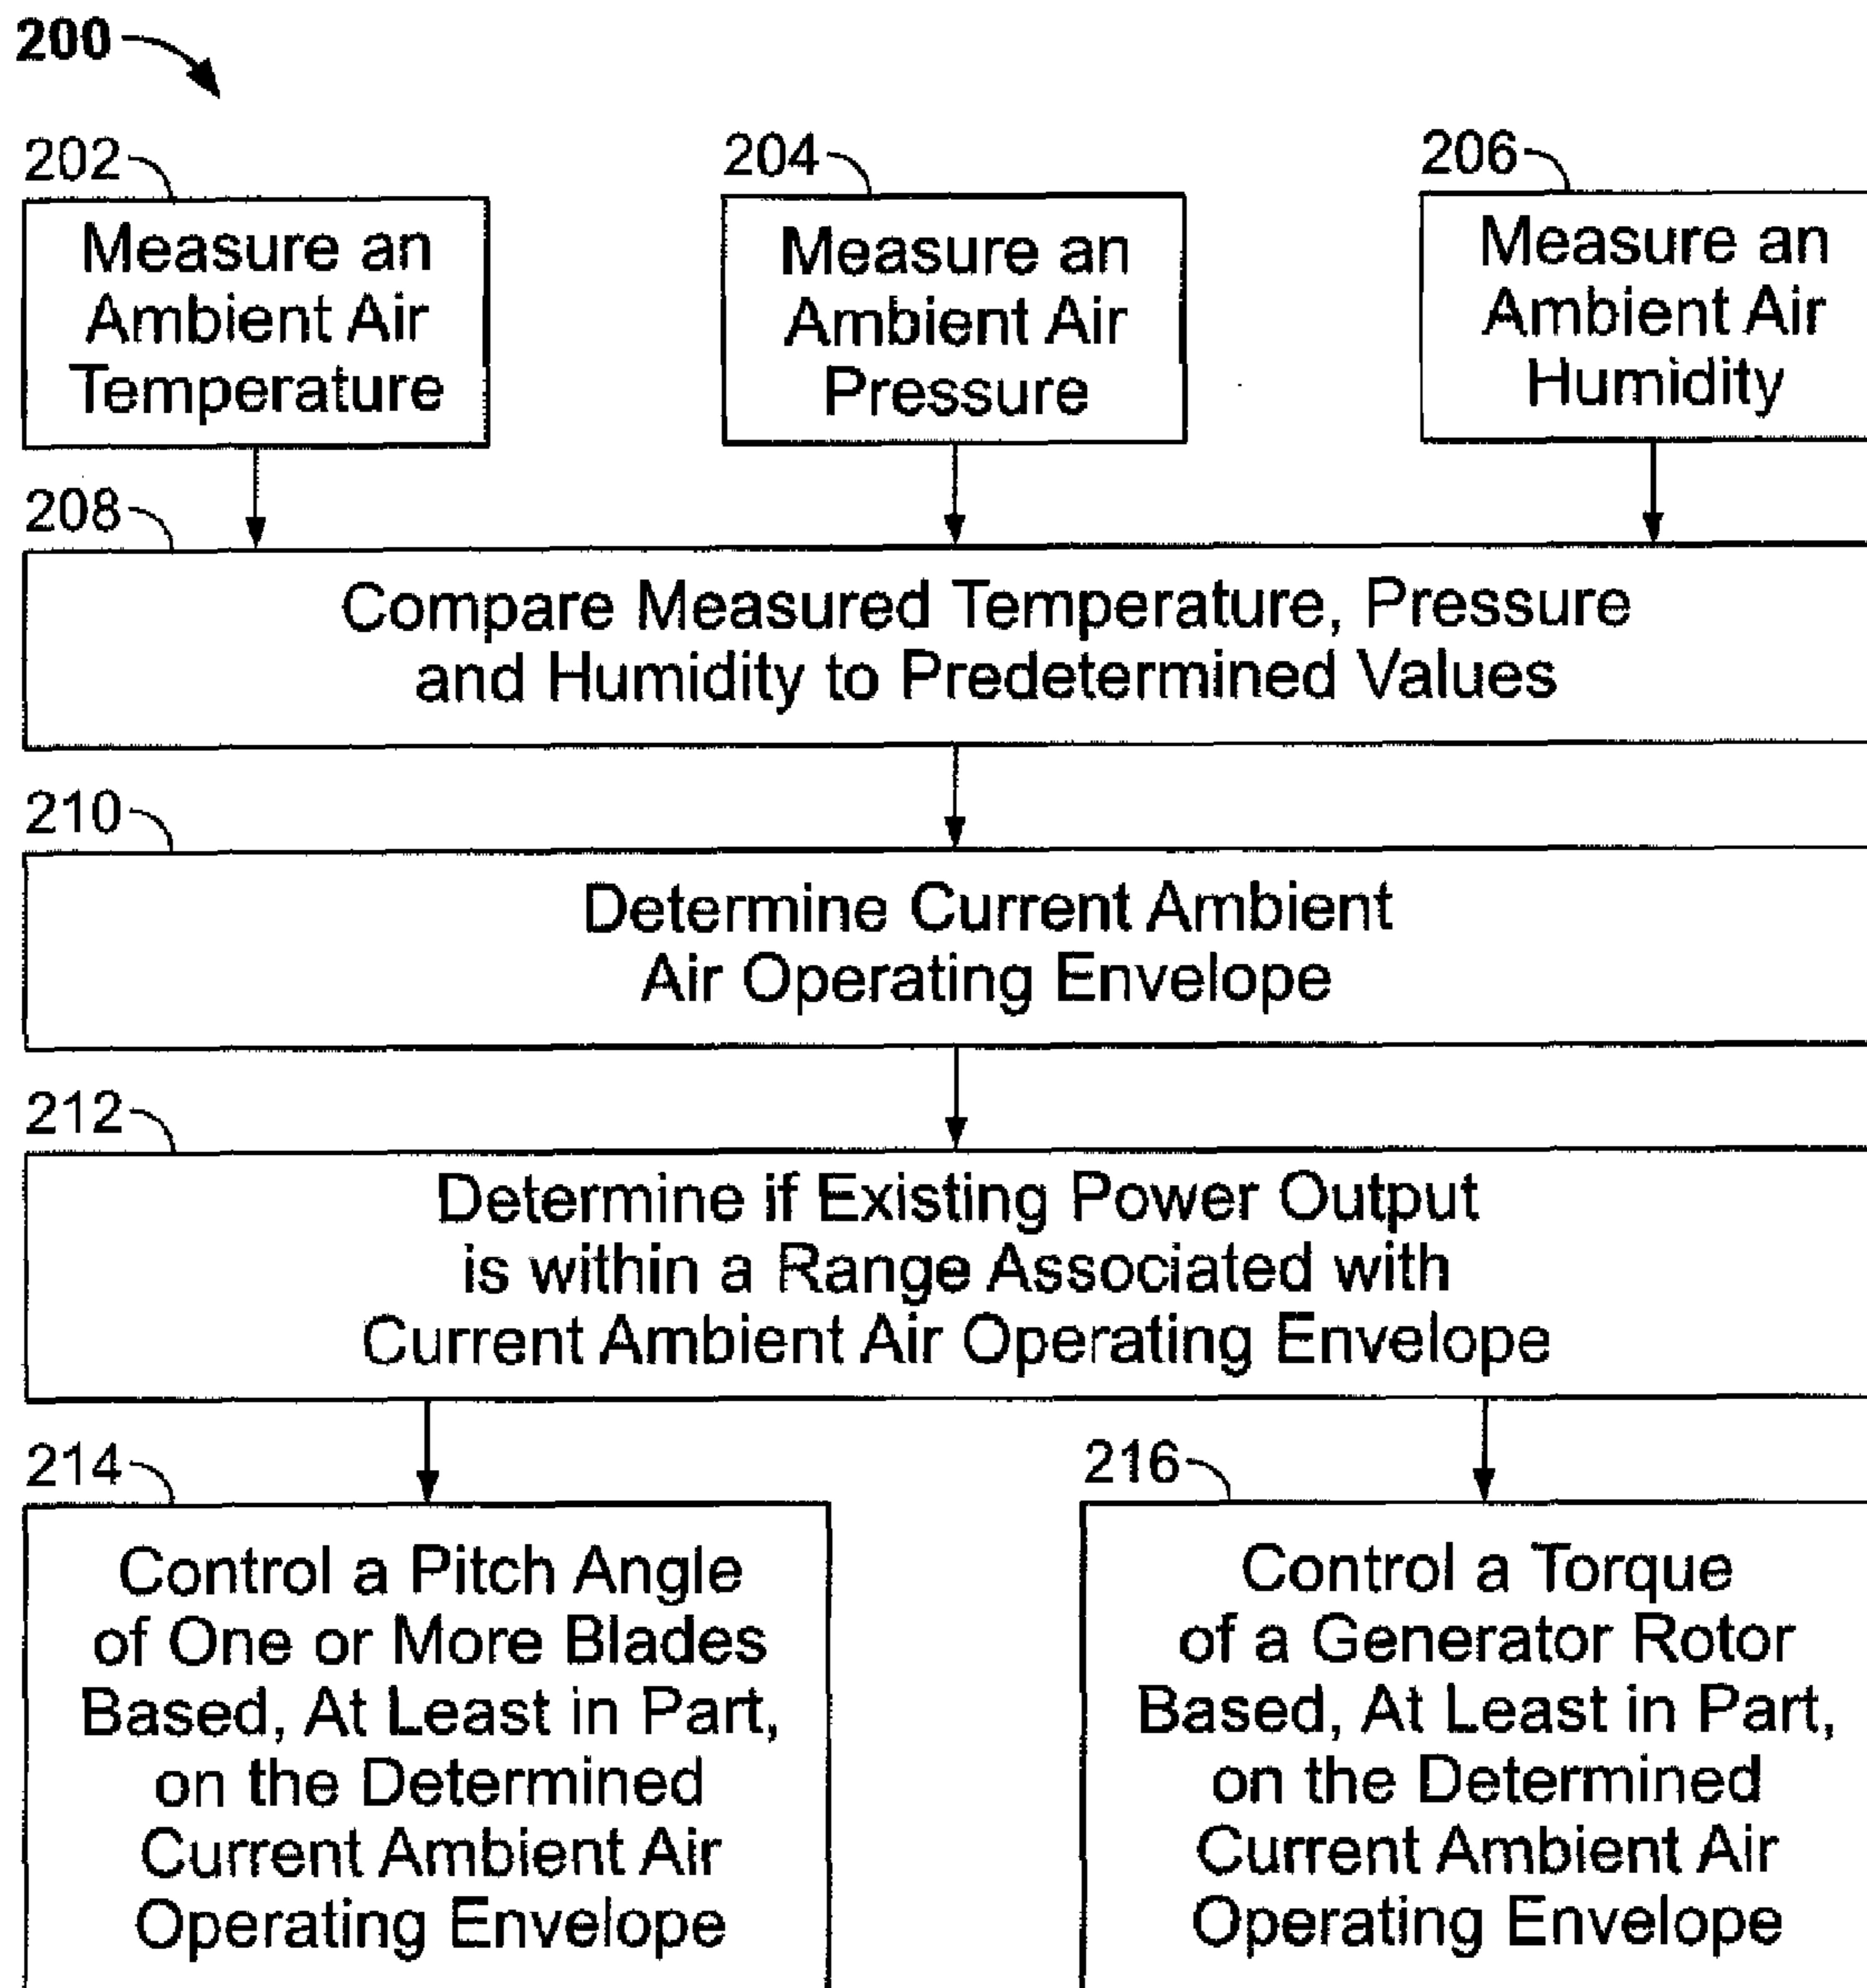 200
202
Measure an
Ambient Air
Temperature
204
Measure an
Ambient Air
Pressure
206
Measure an
Ambient Air
Humidity
208
Compare Measured Temperature, Pressure
and Humidity to Predetermined Values
210
Determine Current Ambient
Air Operating Envelope
212
Determine if Existing Power Output
is within a Range Associated with
Current Ambient Air Operating Envelope
214
Control a Pitch Angle
of One or More Blades
Based, At Least in Part,
on the Determined
Current Ambient Air
Operating Envelope
216
Control a Torque
of a Generator Rotor
Based, At Least in Part,
on the Determined
Current Ambient Air
Operating Envelope